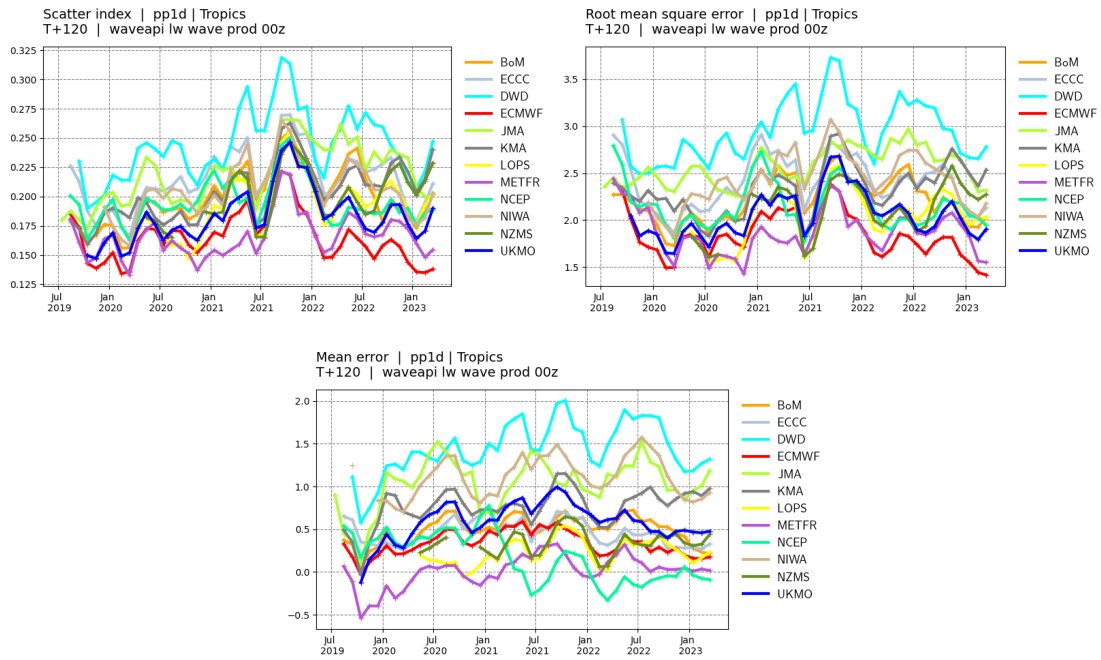 Scatter index | pp1d | Tropics
T+120 | waveapi lw wave prod 00z
0.325
0.300
0.275
0.250
0.225
0.200
0.175
0.150
0.125
Jul
2019
Jan
2020
Jul
2020
Jan
2021
Jul
2021
Jan
2022
Jul
2022
Jan
2023
BoM
ECCC
DWD
ECMWF
JMA
KMA
LOPS
METFR
NCEP
NIWA
NZMS
UKMO
Root mean square error | pp1d | Tropics
T+120 | waveapi lw wave prod 00z
3.5
3.0
2.5
2.0
1.5
Jul
2019
Jan
2020
Jul
2020
Jan
2021
Jul
2021
Jan
2022
Jul
2022
Jan
2023
BoM
ECCC
DWD
ECMWF
JMA
KMA
LOPS
METFR
NCEP
NIWA
NZMS
UKMO
Mean error | pp1d | Tropics
T+120 | waveapi lw wave prod 00z
2.0
1.5
1.0
0.5
0.0
−0.5
Jul
2019
Jan
2020
Jul
2020
Jan
2021
Jul
2021
Jan
2022
Jul
2022
Jan
2023
BoM
ECCC
DWD
ECMWF
JMA
KMA
LOPS
METFR
NCEP
NIWA
NZMS
UKMO